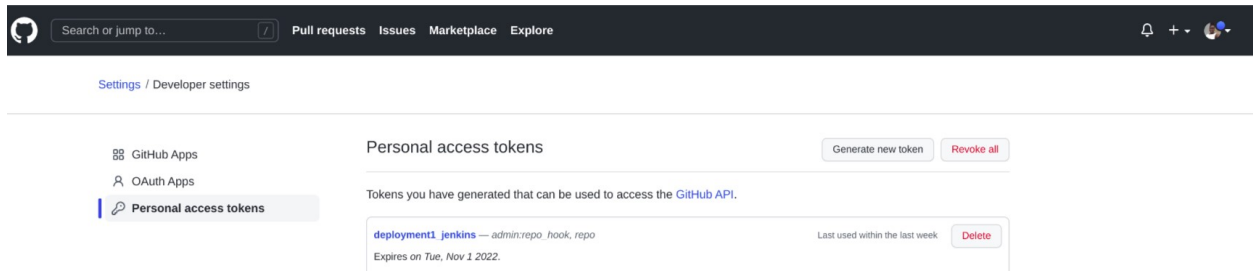 Search or jump to... / Pull requests Issues Marketplace Explore
Settings / Developer settings
GitHub Apps
OAuth Apps
Personal access tokens
Personal access tokens
Generate new token Revoke all
Tokens you have generated that can be used to access the GitHub API.
deployment1_jenkins — admin:repo_hook, repo
Last used within the last week Delete
Expires on Tue, Nov 1 2022.